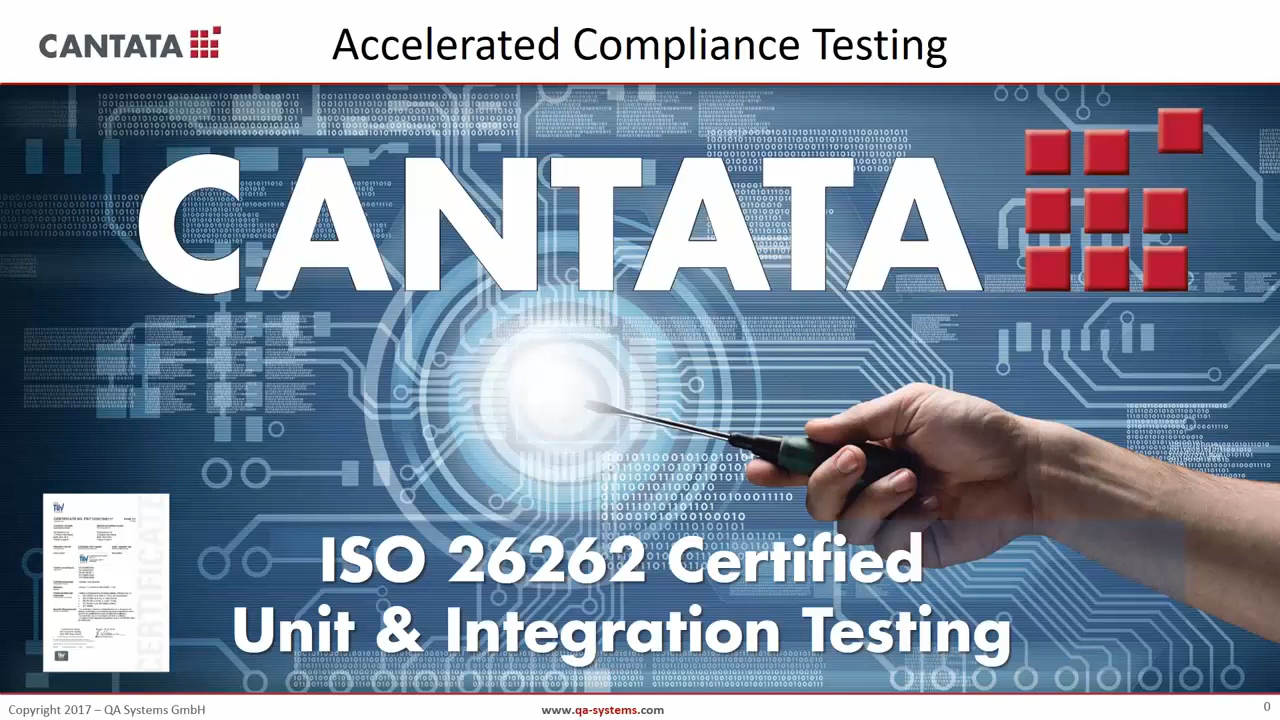 CANTATA
Accelerated Compliance Testing
CANTATA
ISO 26262 Certified
Unit & Integration Testing
CERTIFICATE
Copyright 2017 – QA Systems GmbH
www.qa-systems.com
0